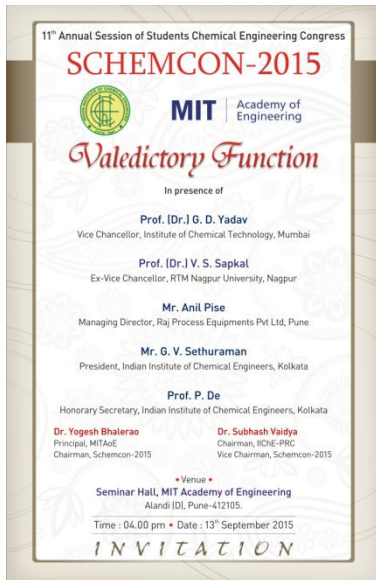 11th Annual Session of Students Chemical Engineering Congress
SCHEMCON-2015
MIT Academy of
Engineering
Valedictory Function
In presence of
Prof. (Dr.) G. D. Yadav
Vice Chancellor, Institute of Chemical Technology, Mumbai
Prof. (Dr.) V. S. Sapkal
Ex-Vice Chancellor, RTM Nagpur University, Nagpur
Mr. Anil Pise
Managing Director, Raj Process Equipments Pvt Ltd, Pune
Mr. G. V. Sethuraman
President, Indian Institute of Chemical Engineers, Kolkata
Prof. P. De
Honorary Secretary, Indian Institute of Chemical Engineers, Kolkata
Dr. Yogesh Bhalerao
Principal, MITAoE
Chairman, Schemcon-2015
Dr. Subhash Vaidya
Chairman, IIChE-PRC
Vice Chairman, Schemcon-2015
• Venue •
Seminar Hall, MIT Academy of Engineering
Alandi (D), Pune-412105.
Time : 04.00 pm • Date : 13th September 2015
INVITATION